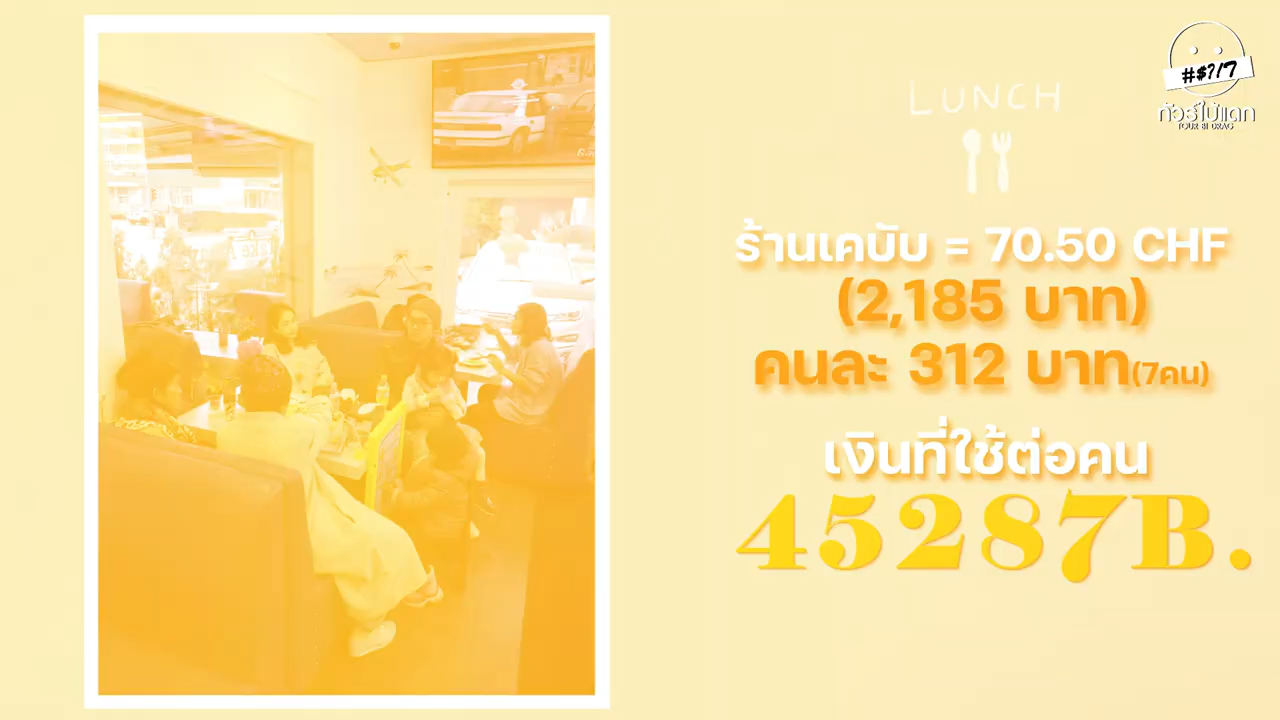 #$?/7
ทัวร์ไบ้แดก
TOUR BI DRAG
LUNCH
ร้านเคบับ = 70.50 CHF
(2,185 บาท)
คนละ 312 บาท(7คน)
เงินที่ใช้ต่อคน
45287B.